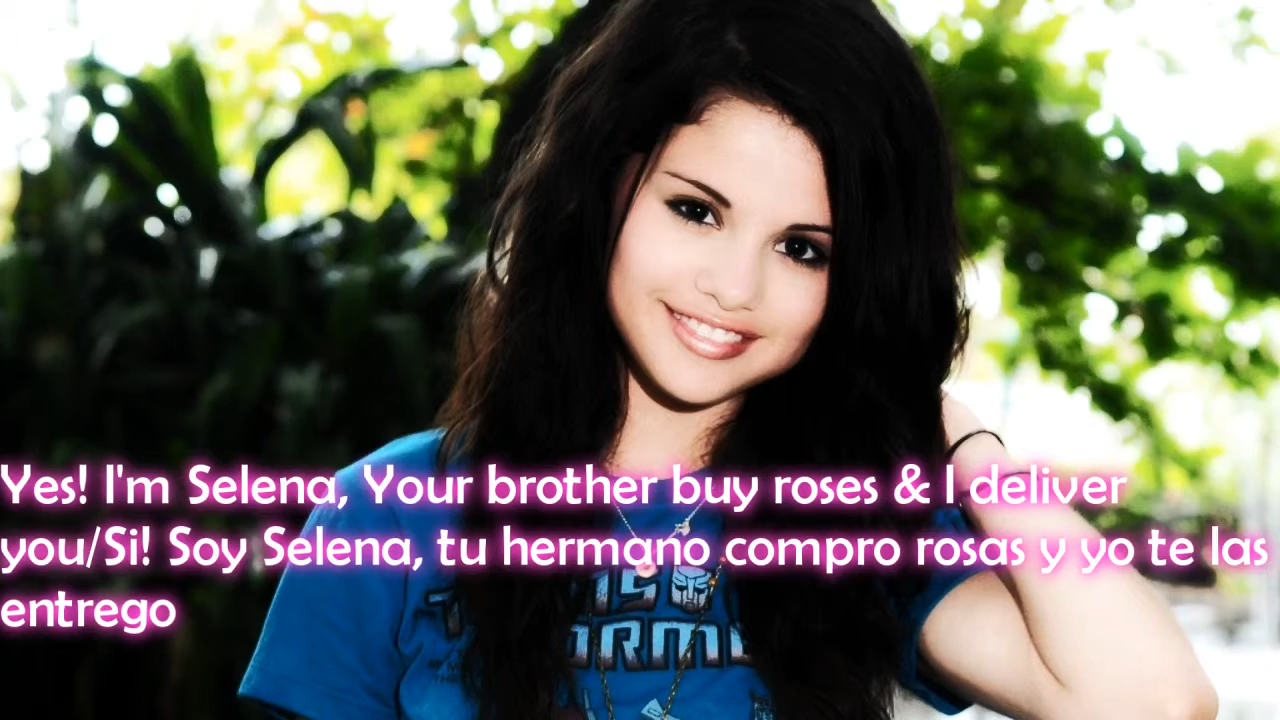 Yes! I'm Selena, Your brother buy roses & I deliver
you/Si! Soy Selena, tu hermano compro rosas y yo te las
entrego